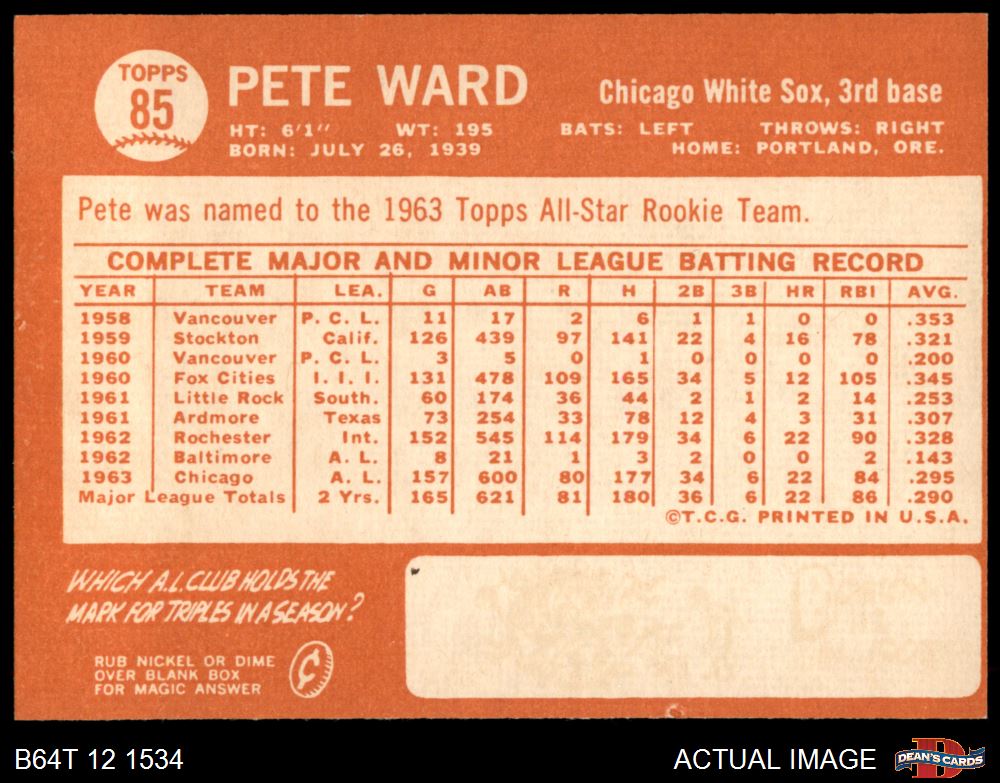 TOPPS
85
PETE WARD
Chicago White Sox, 3rd base
HT: 6'1" WT: 195 BATS: LEFT THROWS: RIGHT
BORN: JULY 26, 1939 HOME: PORTLAND, ORE.
Pete was named to the 1963 Topps All-Star Rookie Team.
COMPLETE MAJOR AND MINOR LEAGUE BATTING RECORD
YEAR TEAM LEA. G AB R H 2B 3B HR RBI AVG.
1958 Vancouver P. C. L. 11 17 2 6 1 1 0 0 .353
1959 Stockton Calif. 126 439 97 141 22 4 16 78 .321
1960 Vancouver P. C. L. 3 5 0 1 0 0 0 0 .200
1960 Fox Cities I. I. I. 131 478 109 165 34 5 12 105 .345
1961 Little Rock South. 60 174 36 44 2 1 2 14 .253
1961 Ardmore Texas 73 254 33 78 12 4 3 31 .307
1962 Rochester Int. 152 545 114 179 34 6 22 90 .328
1962 Baltimore A. L. 8 21 1 3 2 0 0 2 .143
1963 Chicago A. L. 157 600 80 177 34 6 22 84 .295
Major League Totals 2 Yrs. 165 621 81 180 36 6 22 86 .290
©T.C.G. PRINTED IN U.S.A.
WHICH A.L. CLUB HOLDS THE
MARK FOR TRIPLES IN A SEASON?
RUB NICKEL OR DIME
OVER BLANK BOX
FOR MAGIC ANSWER
B64T 12 1534
ACTUAL IMAGE
D
DEAN'S CARDS